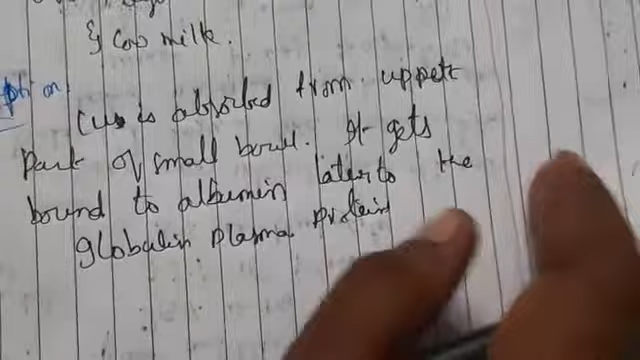 & Cow milk.
Cu is absorbed from upper
part of small bowel. It gets
bound to albumin later to the
globulin plasma protein